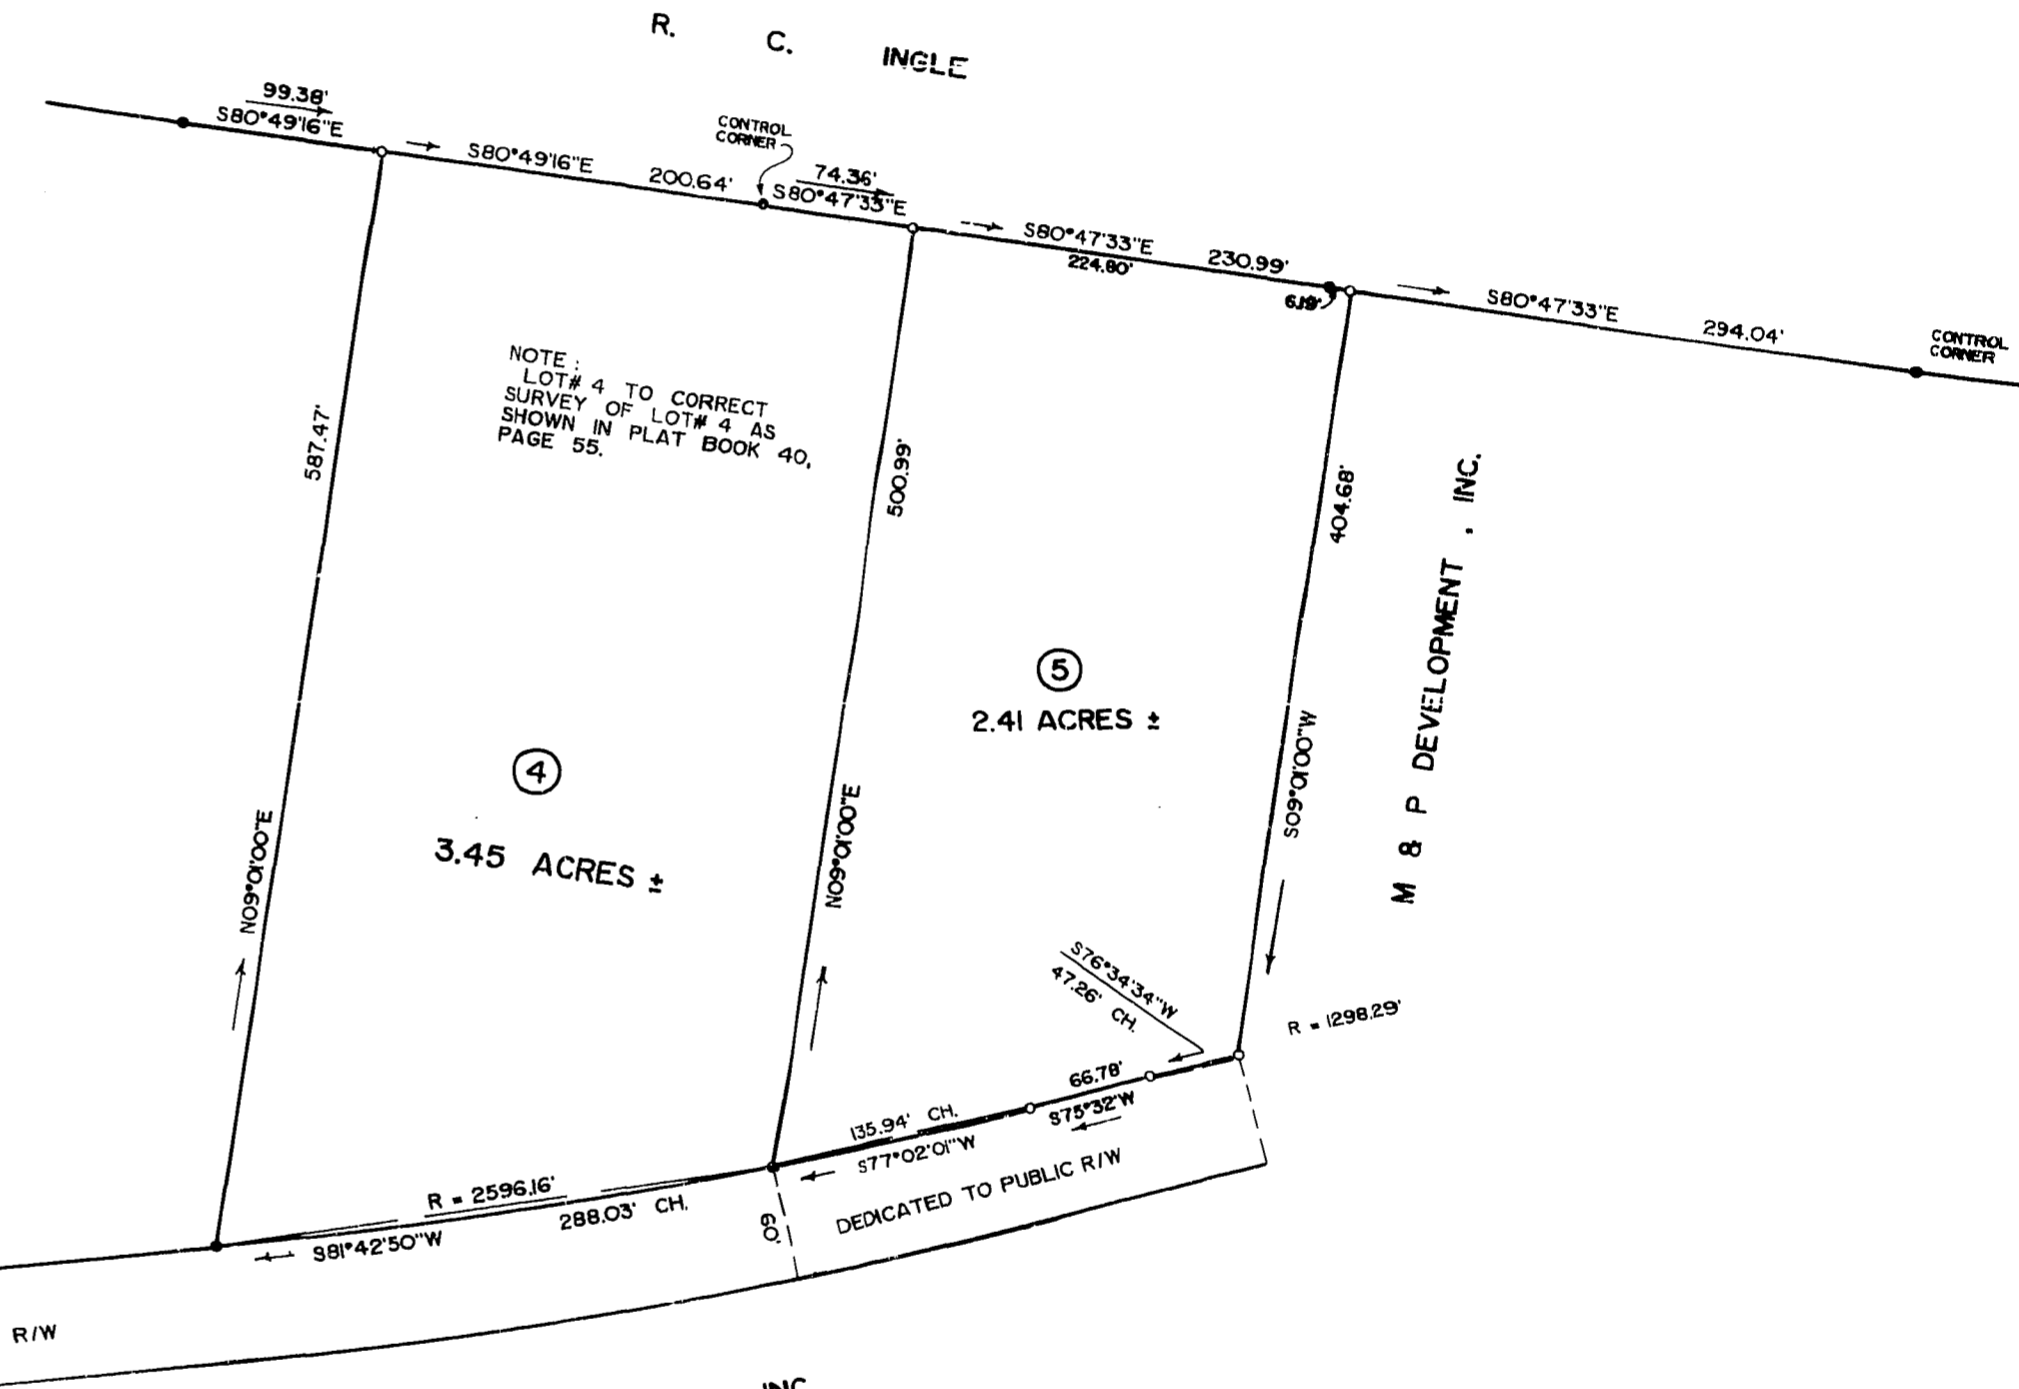 R. C. INGLE
99.38'
S80°49'16"E
S80°49'16"E 200.64'
CONTROL
CORNER
74.36'
S80°47'33"E
S80°47'33"E 230.99'
224.80'
6.19'
S80°47'33"E 294.04'
CONTROL
CORNER
NOTE :
LOT# 4 TO CORRECT
SURVEY OF LOT# 4 AS
SHOWN IN PLAT BOOK 40,
PAGE 55.
587.47'
N09°01'00"E
500.99'
N09°01'00"E
404.68'
S09°01'00"W
M & P DEVELOPMENT , INC.
5
2.41 ACRES ±
4
3.45 ACRES ±
S76°34'34"W
47.26' CH.
R = 1298.29'
66.78'
S75°32'W
135.94' CH.
S77°02'01"W
R = 2596.16'
288.03' CH.
S81°42'50"W
60'
DEDICATED TO PUBLIC R/W
R/W